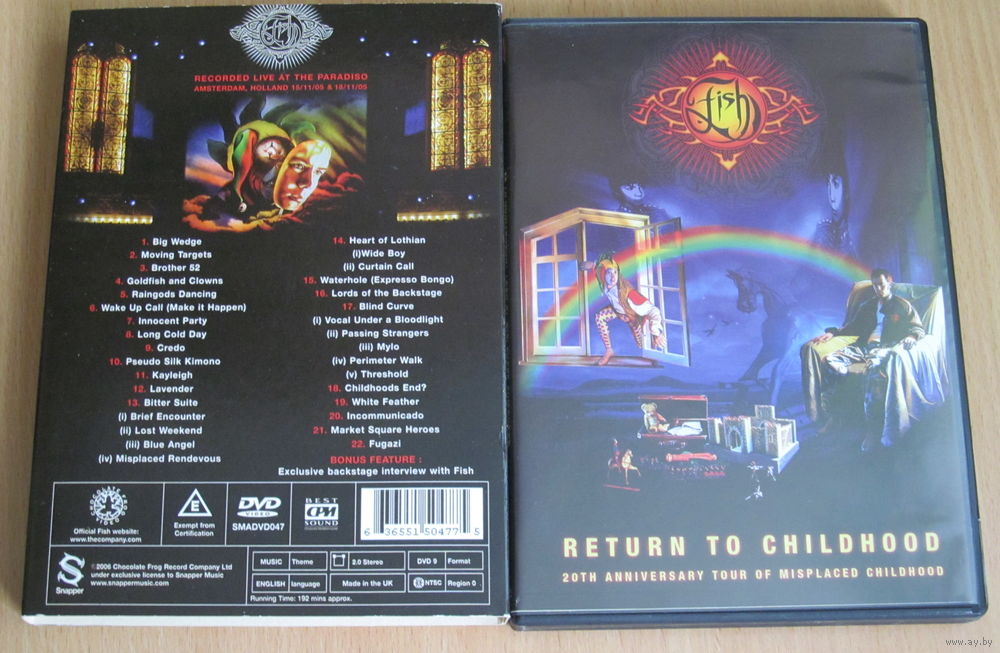 fish
RECORDED LIVE AT THE PARADISO
AMSTERDAM, HOLLAND 15/11/05 & 16/11/05
1. Big Wedge
2. Moving Targets
3. Brother 52
4. Goldfish and Clowns
5. Raingods Dancing
6. Wake Up Call (Make it Happen)
7. Innocent Party
8. Long Cold Day
9. Credo
10. Pseudo Silk Kimono
11. Kayleigh
12. Lavender
13. Bitter Suite
(i) Brief Encounter
(ii) Lost Weekend
(iii) Blue Angel
(iv) Misplaced Rendevous
14. Heart of Lothian
(i)Wide Boy
(ii) Curtain Call
15. Waterhole (Expresso Bongo)
16. Lords of the Backstage
17. Blind Curve
(i) Vocal Under a Bloodlight
(ii) Passing Strangers
(iii) Mylo
(iv) Perimeter Walk
(v) Threshold
18. Childhoods End?
19. White Feather
20. Incommunicado
21. Market Square Heroes
22. Fugazi
BONUS FEATURE :
Exclusive backstage interview with Fish
Official Fish website:
www.thecompany.com
E
Exempt from
Certification
DVD
VIDEO
SMADVD047
BEST
CPM
SOUND
6 36551 50477 5
S
Snapper
©2006 Chocolate Frog Record Company Ltd
under exclusive license to Snapper Music
www.snappermusic.com
MUSIC Theme 2.0 Stereo DVD 9 Format
ENGLISH language Made in the UK NTSC Region 0
Running Time: 192 mins approx.
fish
RETURN TO CHILDHOOD
20TH ANNIVERSARY TOUR OF MISPLACED CHILDHOOD
www.ay.by